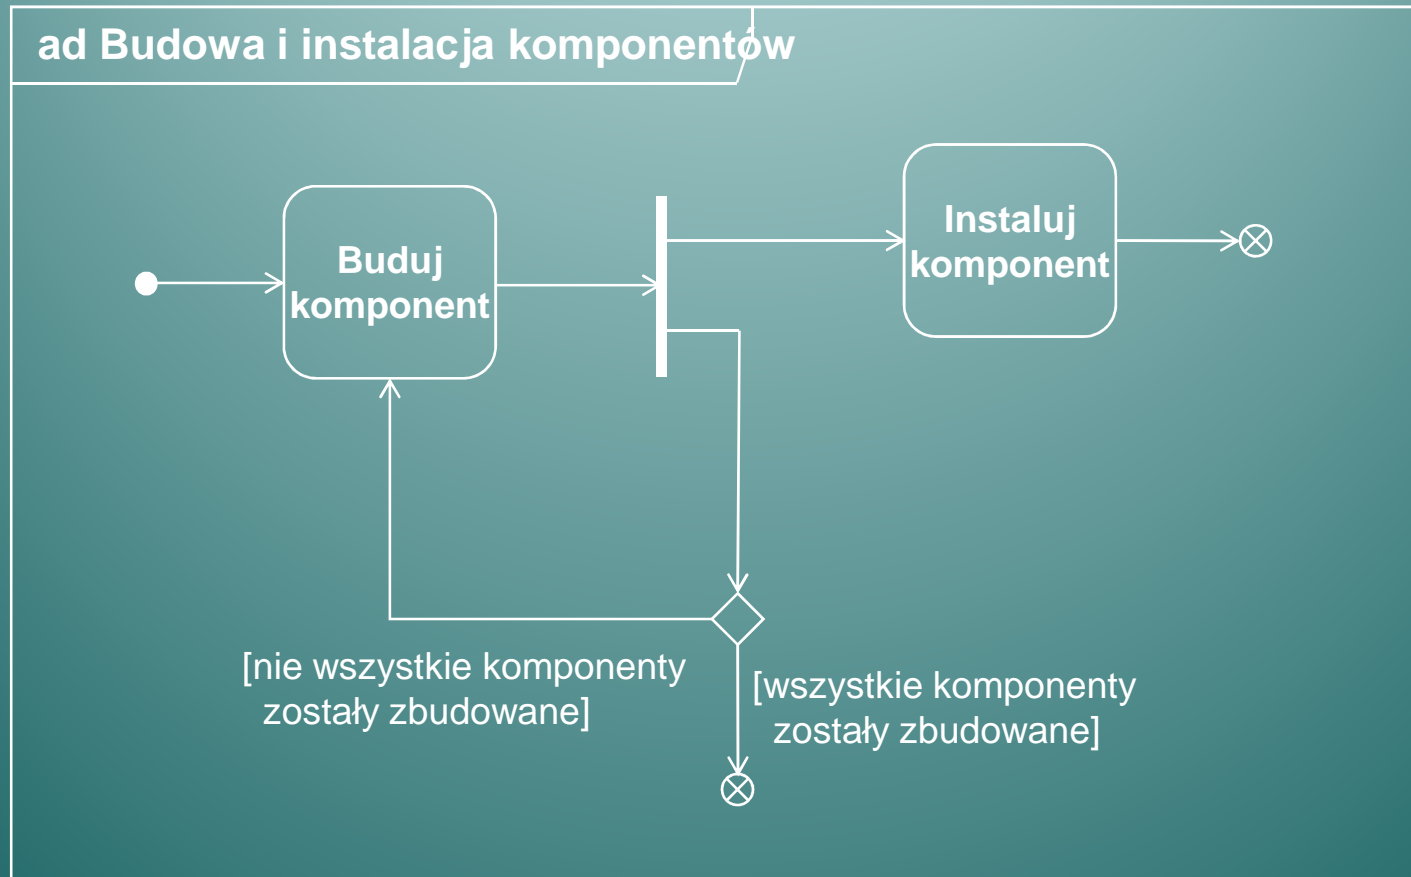 ad Budowa i instalacja komponentów
Buduj
komponent
Instaluj
komponent
[nie wszystkie komponenty
zostały zbudowane]
[wszystkie komponenty
zostały zbudowane]